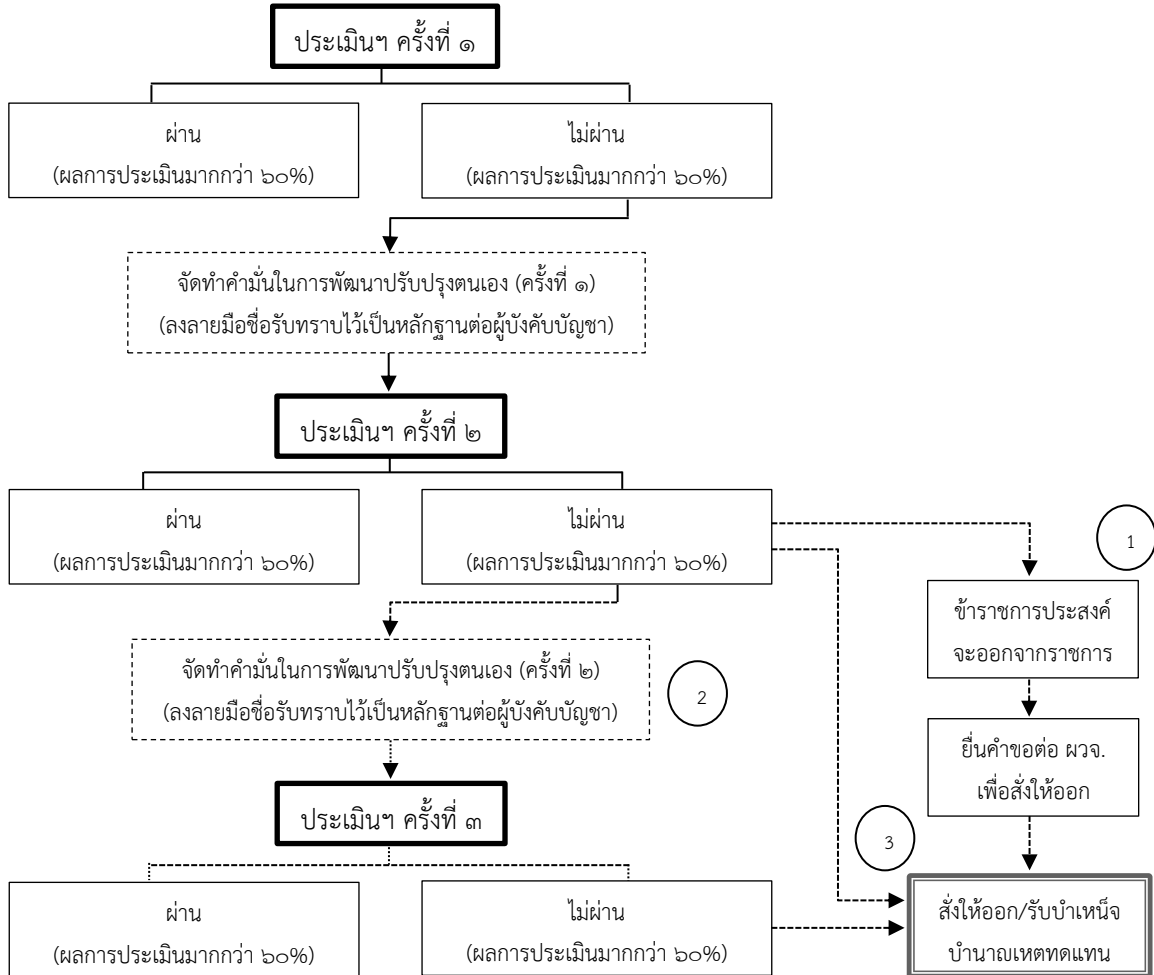 ประเมินฯ ครั้งที่ ๑
ผ่าน
(ผลการประเมินมากกว่า ๖๐%)
ไม่ผ่าน
(ผลการประเมินมากกว่า ๖๐%)
จัดทำคำมั่นในการพัฒนาปรับปรุงตนเอง (ครั้งที่ ๑)
(ลงลายมือชื่อรับทราบไว้เป็นหลักฐานต่อผู้บังคับบัญชา)
ประเมินฯ ครั้งที่ ๒
ผ่าน
(ผลการประเมินมากกว่า ๖๐%)
ไม่ผ่าน
(ผลการประเมินมากกว่า ๖๐%)
1
ข้าราชการประสงค์
จะออกจากราชการ
จัดทำคำมั่นในการพัฒนาปรับปรุงตนเอง (ครั้งที่ ๒)
(ลงลายมือชื่อรับทราบไว้เป็นหลักฐานต่อผู้บังคับบัญชา)
2
ยื่นคำขอต่อ ผวจ.
เพื่อสั่งให้ออก
ประเมินฯ ครั้งที่ ๓
3
ผ่าน
(ผลการประเมินมากกว่า ๖๐%)
ไม่ผ่าน
(ผลการประเมินมากกว่า ๖๐%)
สั่งให้ออก/รับบำเหน็จ
บำนาญเหตทดแทน